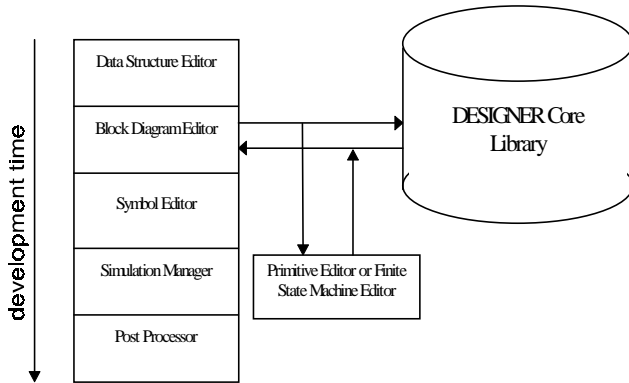 development time
Data Structure Editor
Block Diagram Editor
Symbol Editor
Simulation Manager
Post Processor
DESIGNER Core
Library
Primitive Editor or Finite
State Machine Editor